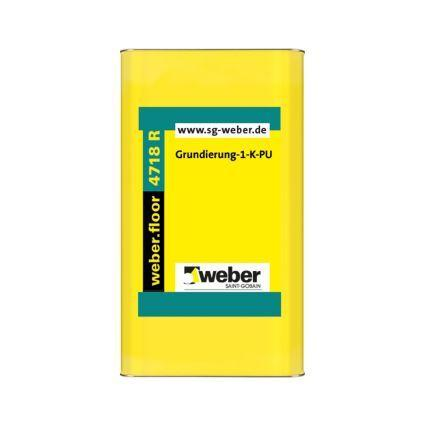 www.sg-weber.de
Grundierung-1-K-PU
weber.floor 4718 R
weber
SAINT-GOBAIN